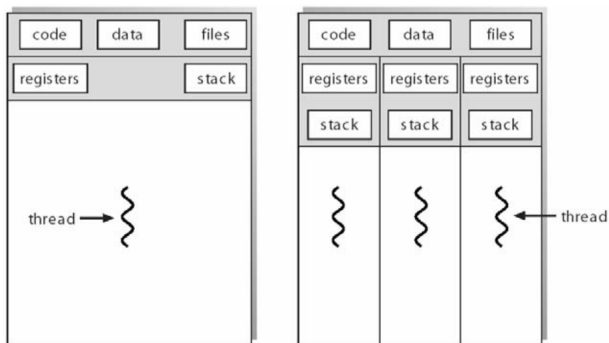 code data files
registers stack
thread
code data files
registers registers registers
stack stack stack
thread